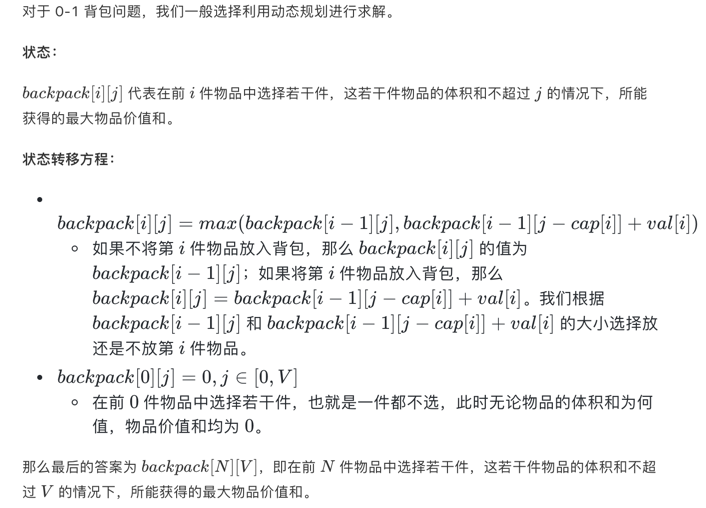 对于 0-1 背包问题，我们一般选择利用动态规划进行求解。
状态：
backpack[i][j] 代表在前 i 件物品中选择若干件，这若干件物品的体积和不超过 j 的情况下，所能
获得的最大物品价值和。
状态转移方程：
• 
backpack[i][j] = max(backpack[i − 1][j], backpack[i − 1][j − cap[i]] + val[i])
◦ 如果不将第 i 件物品放入背包，那么 backpack[i][j] 的值为
backpack[i − 1][j]；如果将第 i 件物品放入背包，那么
backpack[i][j] = backpack[i − 1][j − cap[i]] + val[i]。我们根据
backpack[i − 1][j] 和 backpack[i − 1][j − cap[i]] + val[i] 的大小选择放
还是不放第 i 件物品。
• backpack[0][j] = 0, j ∈ [0, V]
◦ 在前 0 件物品中选择若干件，也就是一件都不选，此时无论物品的体积和为何
值，物品价值和均为 0。
那么最后的答案为 backpack[N][V]，即在前 N 件物品中选择若干件，这若干件物品的体积和不超
过 V 的情况下，所能获得的最大物品价值和。